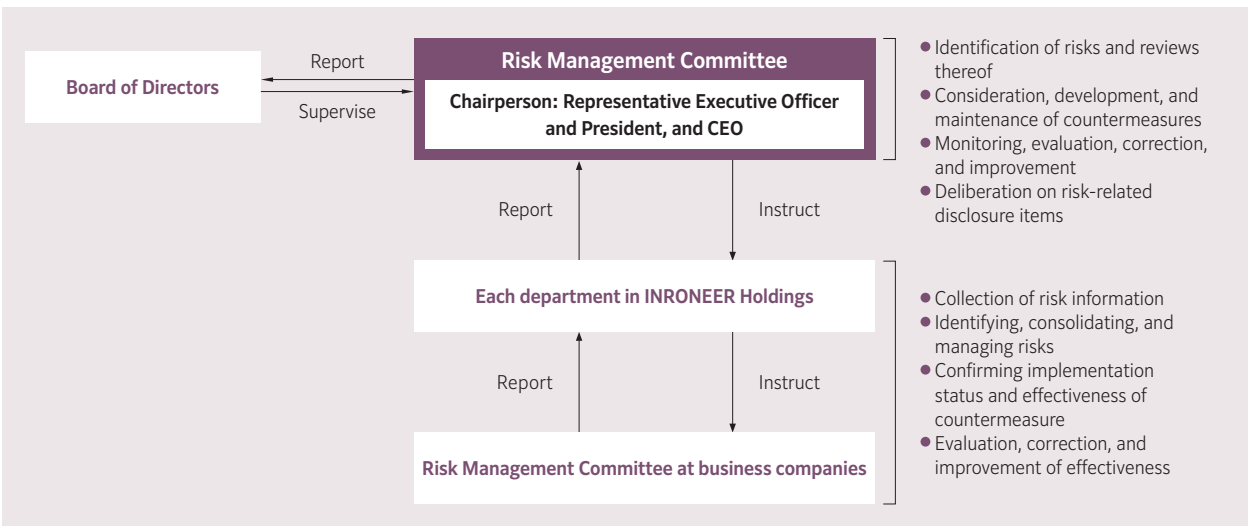 Board of Directors
Report
Supervise
Risk Management Committee
Chairperson: Representative Executive Officer
and President, and CEO
● Identification of risks and reviews
thereof
● Consideration, development, and
maintenance of countermeasures
● Monitoring, evaluation, correction,
and improvement
● Deliberation on risk-related
disclosure items
Report
Instruct
Each department in INRONEER Holdings
Report
Instruct
Risk Management Committee at business companies
● Collection of risk information
● Identifying, consolidating, and
managing risks
● Confirming implementation
status and effectiveness of
countermeasure
● Evaluation, correction, and
improvement of effectiveness